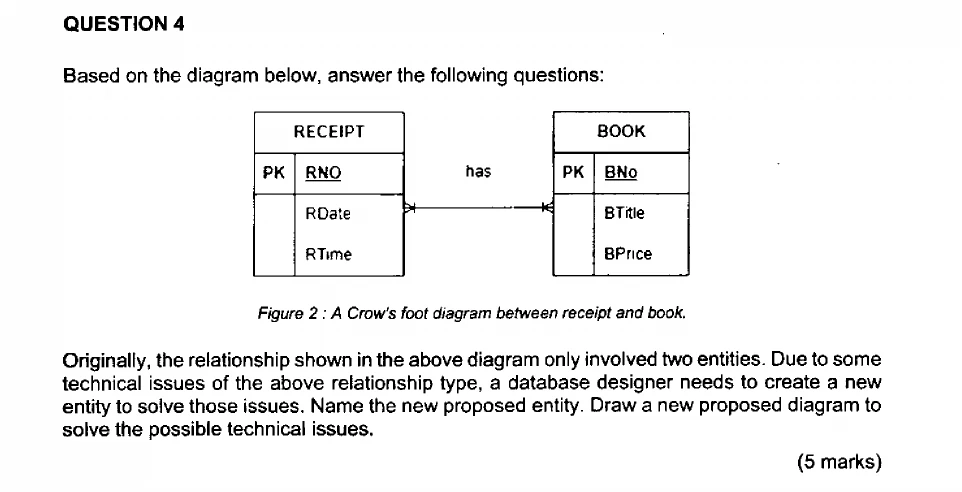 QUESTION 4
Based on the diagram below, answer the following questions:
RECEIPT
PK RNO
RDate
RTime
has
BOOK
PK BNo
BTitle
BPrice
Figure 2 : A Crow's foot diagram between receipt and book.
Originally, the relationship shown in the above diagram only involved two entities. Due to some
technical issues of the above relationship type, a database designer needs to create a new
entity to solve those issues. Name the new proposed entity. Draw a new proposed diagram to
solve the possible technical issues.
(5 marks)